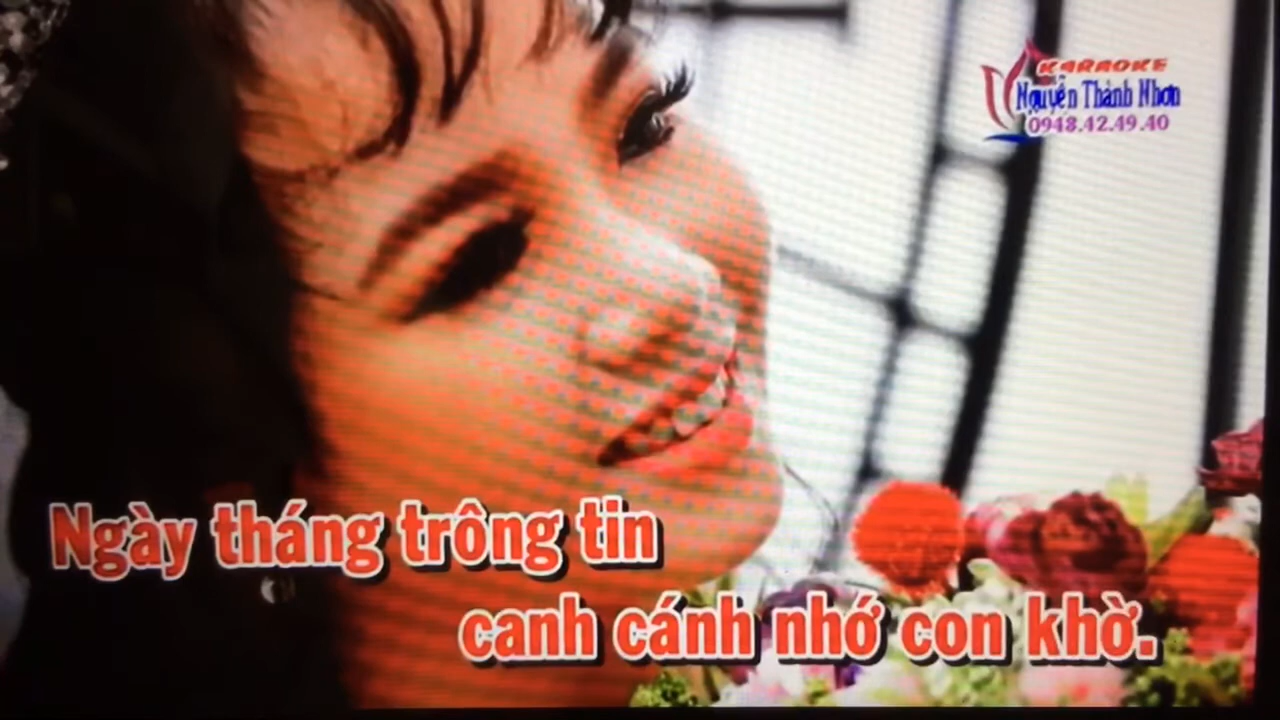 KARAOKE
Nguyễn Thành Nhơn
0948.42.49.40
Ngày tháng trông tin
canh cánh nhớ con khờ.